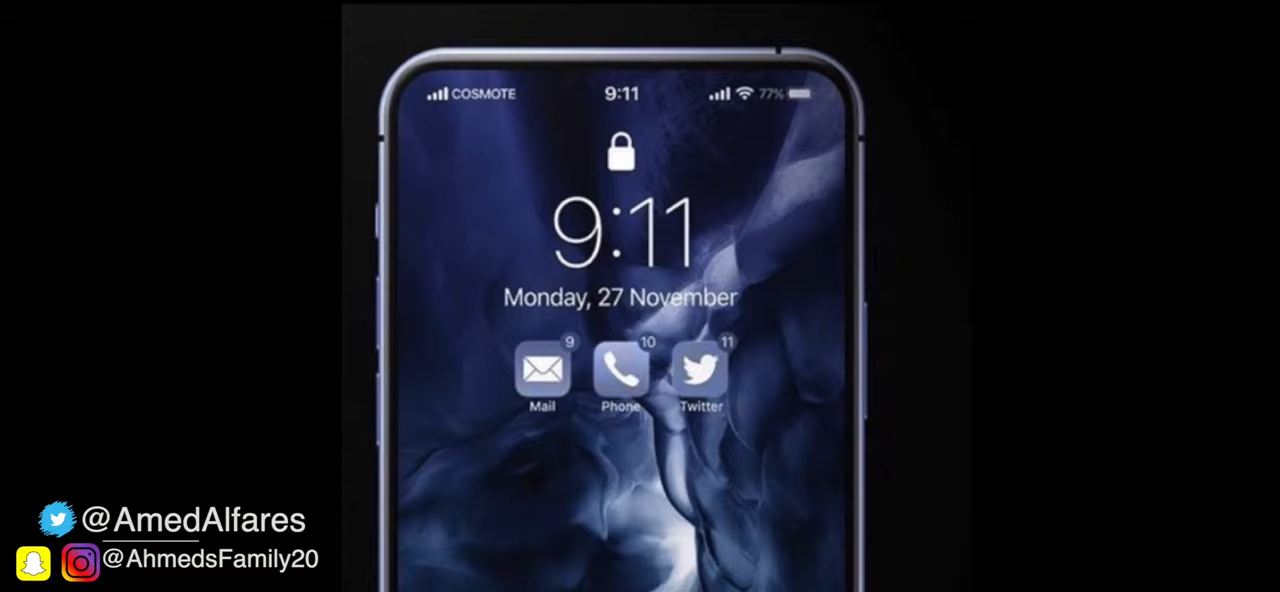 COSMOTE 9:11 77%
9:11
Monday, 27 November
9 10 11
Mail Phone Twitter
@AmedAlfares
@AhmedsFamily20